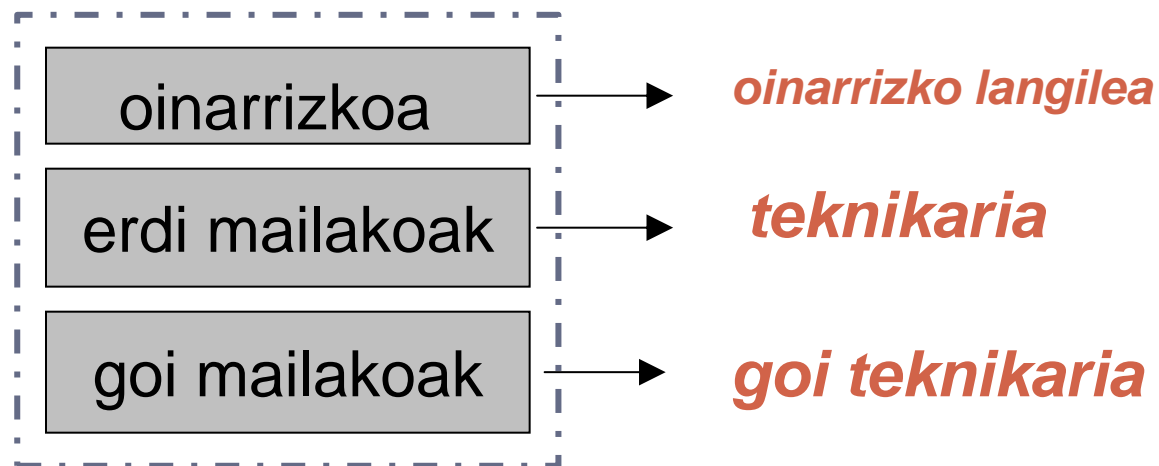 oinarrizkoa
oinarrizko langilea
erdi mailakoak
teknikaria
goi mailakoak
goi teknikaria